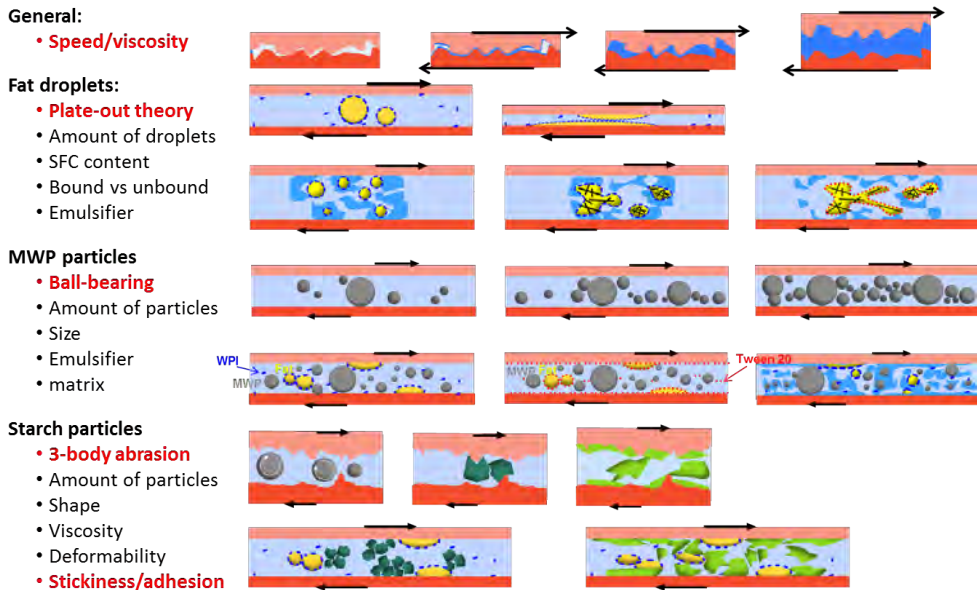 General:
• Speed/viscosity
Fat droplets:
• Plate-out theory
• Amount of droplets
• SFC content
• Bound vs unbound
• Emulsifier
MWP particles
• Ball-bearing
• Amount of particles
• Size
• Emulsifier
• matrix
WPI
Fat
MWP
MWP Fat
Tween 20
Starch particles
• 3-body abrasion
• Amount of particles
• Shape
• Viscosity
• Deformability
• Stickiness/adhesion